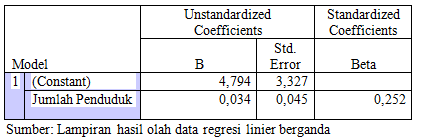 Unstandardized Coefficients Standardized Coefficients
Model B Std. Error Beta
1 (Constant) 4,794 3,327
Jumlah Penduduk 0,034 0,045 0,252
Sumber: Lampiran hasil olah data regresi linier berganda